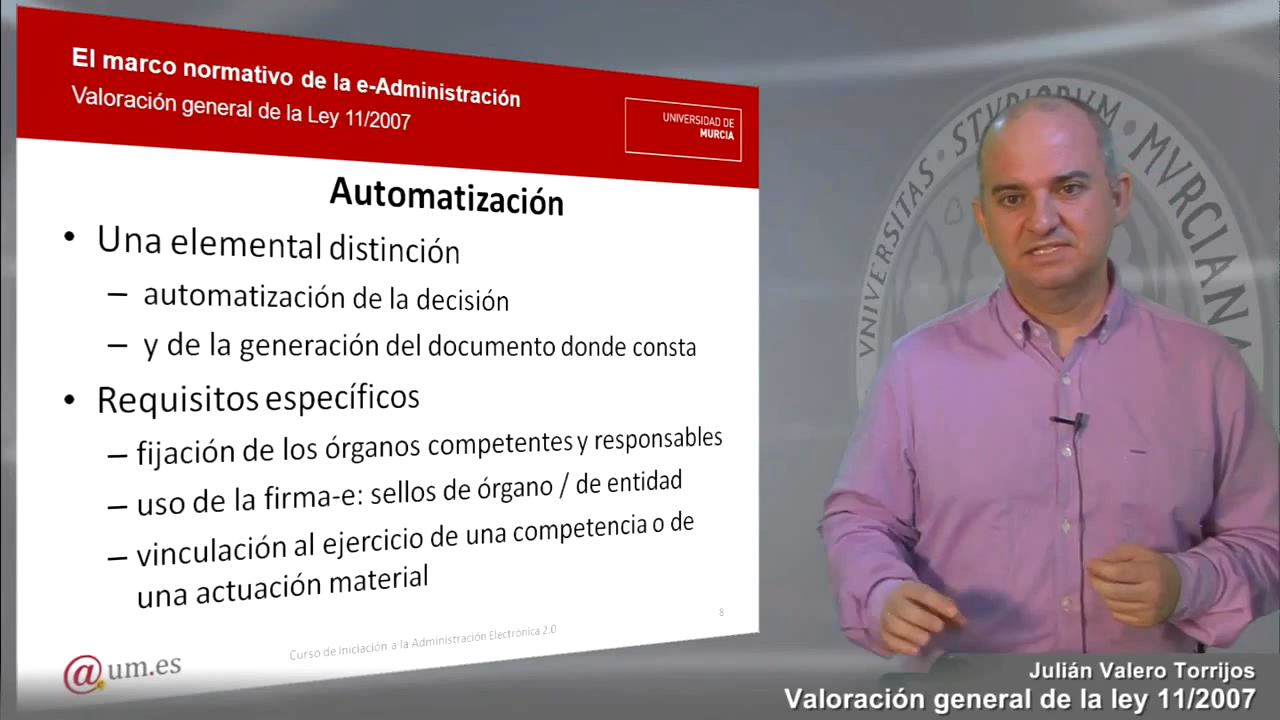 El marco normativo de la e-Administración
Valoración general de la Ley 11/2007
UNIVERSIDAD DE
MURCIA
Automatización
• Una elemental distinción
– automatización de la decisión
– y de la generación del documento donde consta
• Requisitos específicos
– fijación de los órganos competentes y responsables
– uso de la firma-e: sellos de órgano / de entidad
– vinculación al ejercicio de una competencia o de
una actuación material
8
Curso de Iniciación a la Administración Electrónica 2.0
@um.es
VNIVERSITAS · STVDIORVM · MVRCIANA
Julián Valero Torrijos
Valoración general de la ley 11/2007